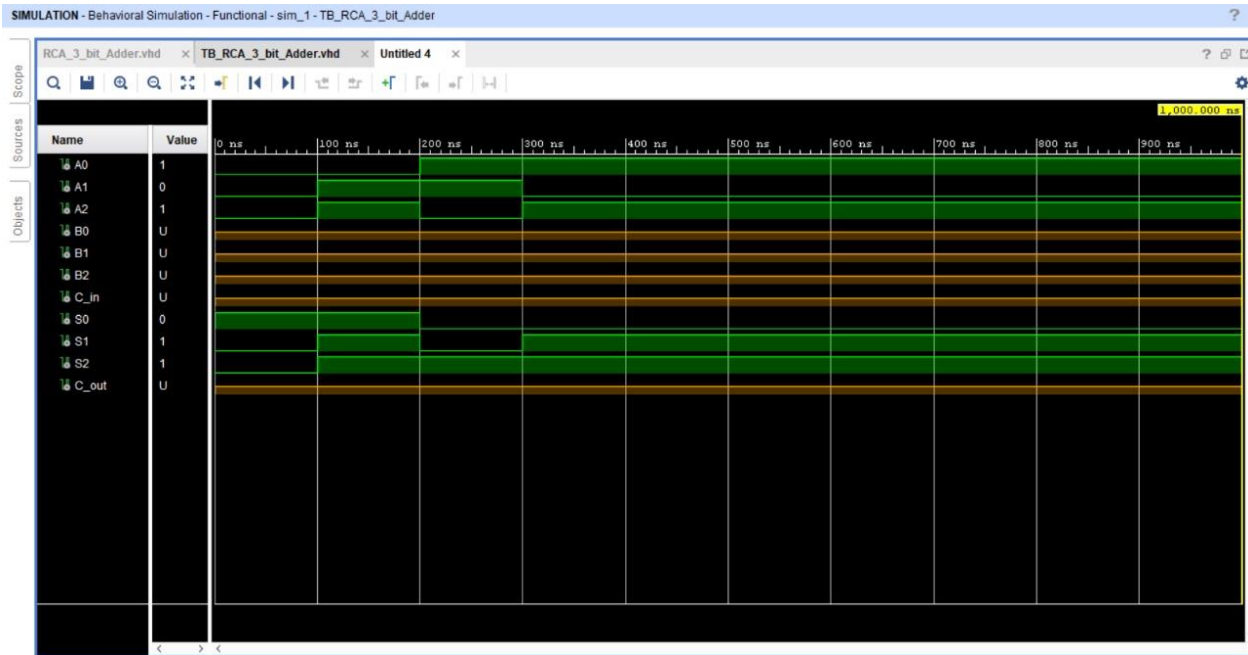 SIMULATION - Behavioral Simulation - Functional - sim_1 - TB_RCA_3_bit_Adder ?
RCA_3_bit_Adder.vhd × TB_RCA_3_bit_Adder.vhd × Untitled 4 × ?
Scope
Sources
Objects
1,000.000 ns
Name Value 0 ns 100 ns 200 ns 300 ns 400 ns 500 ns 600 ns 700 ns 800 ns 900 ns
A0 1
A1 0
A2 1
B0 U
B1 U
B2 U
C_in U
S0 0
S1 1
S2 1
C_out U